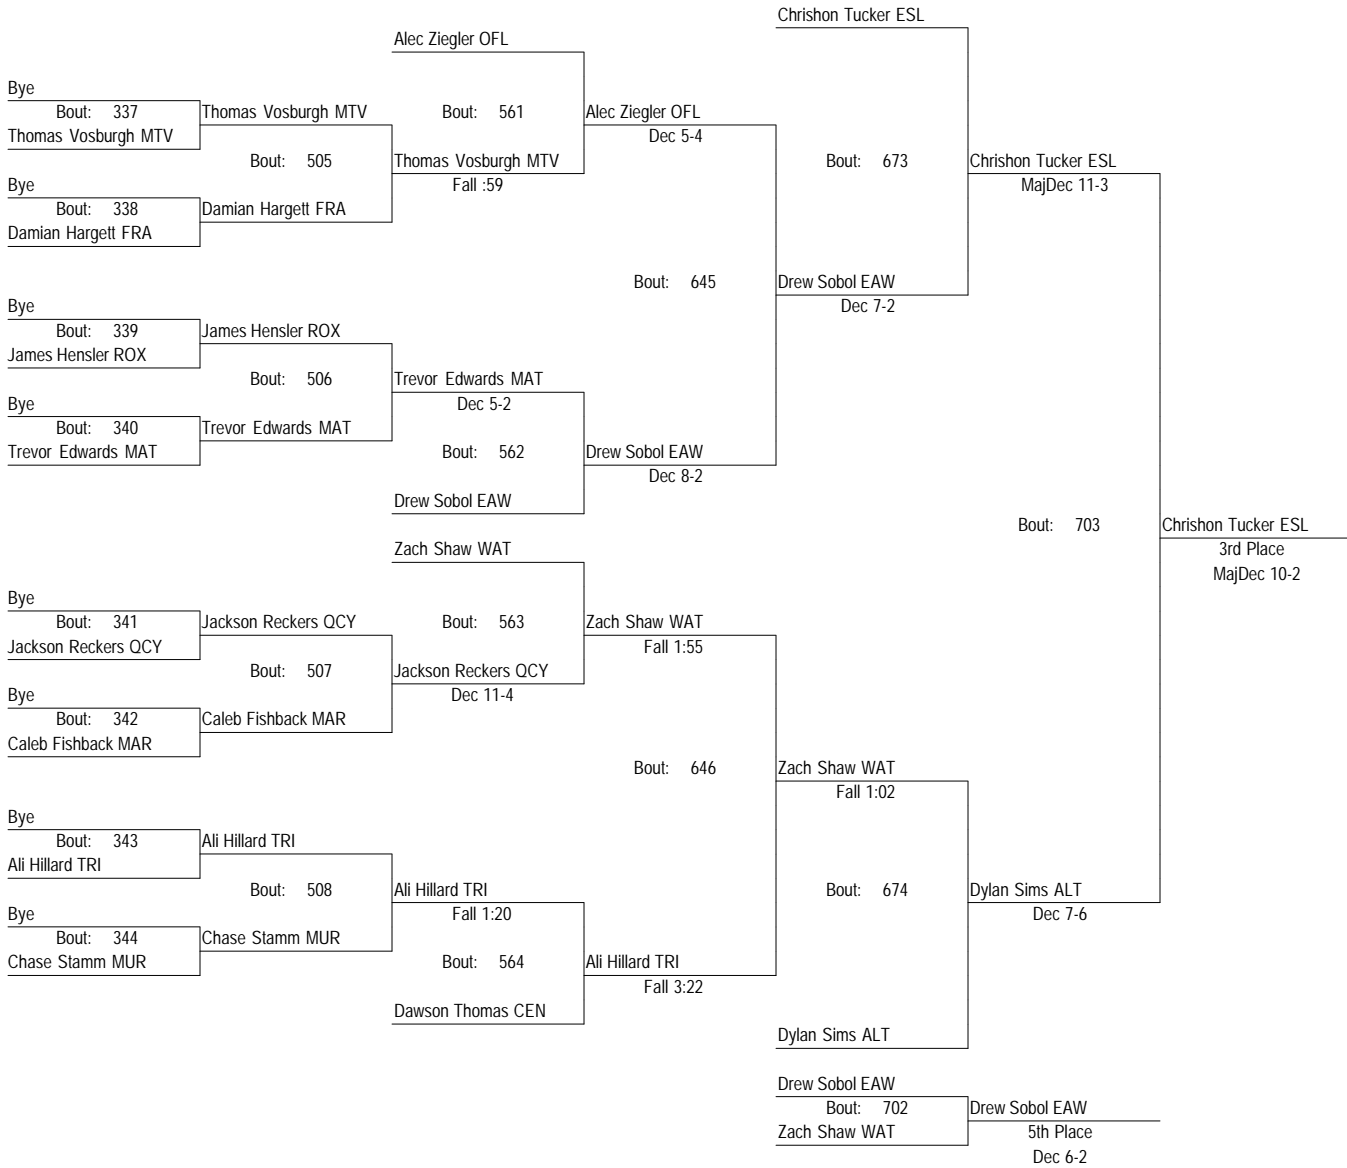 Chrishon Tucker ESL
Alec Ziegler OFL
Bye
Bout: 337 Thomas Vosburgh MTV Bout: 561 Alec Ziegler OFL
Thomas Vosburgh MTV Dec 5-4
Bout: 505 Thomas Vosburgh MTV Bout: 673 Chrishon Tucker ESL
Bye Fall :59 MajDec 11-3
Bout: 338 Damian Hargett FRA
Damian Hargett FRA
Bout: 645 Drew Sobol EAW
Bye Dec 7-2
Bout: 339 James Hensler ROX
James Hensler ROX
Bout: 506 Trevor Edwards MAT
Bye Dec 5-2
Bout: 340 Trevor Edwards MAT
Trevor Edwards MAT Bout: 562 Drew Sobol EAW
Dec 8-2
Drew Sobol EAW
Bout: 703 Chrishon Tucker ESL
Zach Shaw WAT 3rd Place
MajDec 10-2
Bye
Bout: 341 Jackson Reckers QCY Bout: 563 Zach Shaw WAT
Jackson Reckers QCY Fall 1:55
Bout: 507 Jackson Reckers QCY
Bye Dec 11-4
Bout: 342 Caleb Fishback MAR
Caleb Fishback MAR
Bout: 646 Zach Shaw WAT
Fall 1:02
Bye
Bout: 343 Ali Hillard TRI
Ali Hillard TRI
Bout: 508 Ali Hillard TRI Bout: 674 Dylan Sims ALT
Bye Fall 1:20 Dec 7-6
Bout: 344 Chase Stamm MUR
Chase Stamm MUR Bout: 564 Ali Hillard TRI
Fall 3:22
Dawson Thomas CEN
Dylan Sims ALT
Drew Sobol EAW
Bout: 702 Drew Sobol EAW
Zach Shaw WAT 5th Place
Dec 6-2